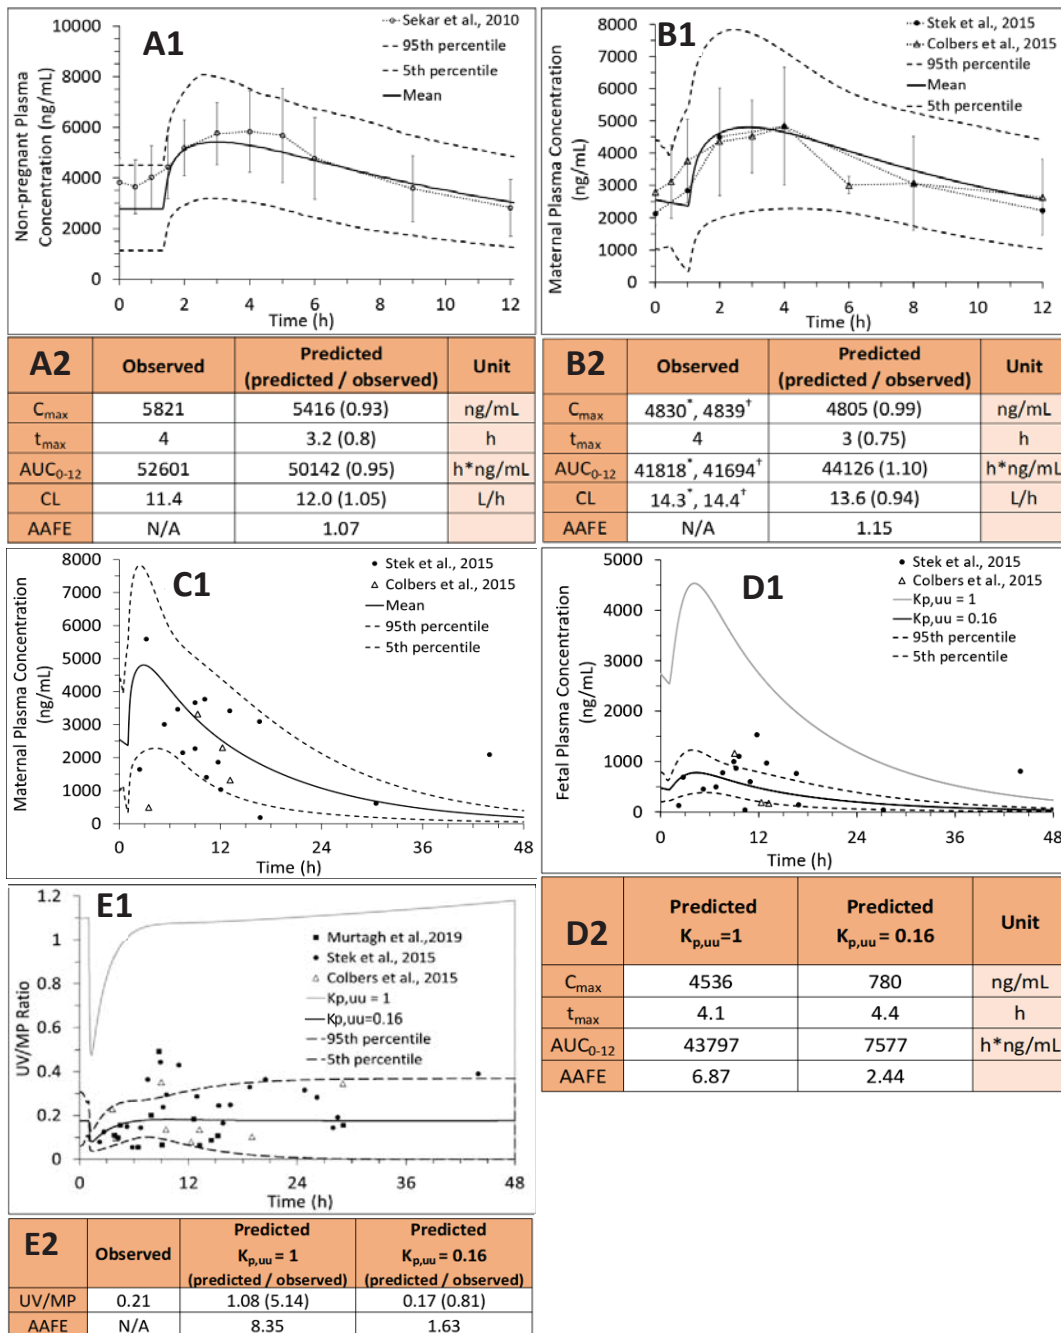 A1
Sekar et al., 2010
95th percentile
5th percentile
Mean
Non-pregnant Plasma
Concentration (ng/mL)
10000
8000
6000
4000
2000
0
0 2 4 6 8 10 12
Time (h)
B1
Stek et al., 2015
Colbers et al., 2015
95th percentile
Mean
5th percentile
Maternal Plasma Concentration
(ng/mL)
8000
7000
6000
5000
4000
3000
2000
1000
0
0 2 4 6 8 10 12
Time (h)
A2 Observed Predicted (predicted / observed) Unit
Cmax 5821 5416 (0.93) ng/mL
tmax 4 3.2 (0.8) h
AUC0-12 52601 50142 (0.95) h*ng/mL
CL 11.4 12.0 (1.05) L/h
AAFE N/A 1.07
B2 Observed Predicted (predicted / observed) Unit
Cmax 4830*, 4839† 4805 (0.99) ng/mL
tmax 4 3 (0.75) h
AUC0-12 41818*, 41694† 44126 (1.10) h*ng/mL
CL 14.3*, 14.4† 13.6 (0.94) L/h
AAFE N/A 1.15
C1
Stek et al., 2015
Colbers et al., 2015
Mean
95th percentile
5th percentile
Maternal Plasma Concentration
(ng/mL)
8000
7000
6000
5000
4000
3000
2000
1000
0
0 12 24 36 48
Time (h)
D1
Stek et al., 2015
Colbers et al., 2015
Kp,uu = 1
Kp,uu = 0.16
95th percentile
5th percentile
Fetal Plasma Concentration
(ng/mL)
5000
4000
3000
2000
1000
0
0 12 24 36 48
Time (h)
E1
Murtagh et al.,2019
Stek et al., 2015
Colbers et al., 2015
Kp,uu = 1
Kp,uu=0.16
95th percentile
5th percentile
UV/MP Ratio
1.2
1
0.8
0.6
0.4
0.2
0
0 12 24 36 48
Time (h)
D2 Predicted Kp,uu=1 Predicted Kp,uu = 0.16 Unit
Cmax 4536 780 ng/mL
tmax 4.1 4.4 h
AUC0-12 43797 7577 h*ng/mL
AAFE 6.87 2.44
E2 Observed Predicted Kp,uu = 1 (predicted / observed) Predicted Kp,uu = 0.16 (predicted / observed)
UV/MP 0.21 1.08 (5.14) 0.17 (0.81)
AAFE N/A 8.35 1.63